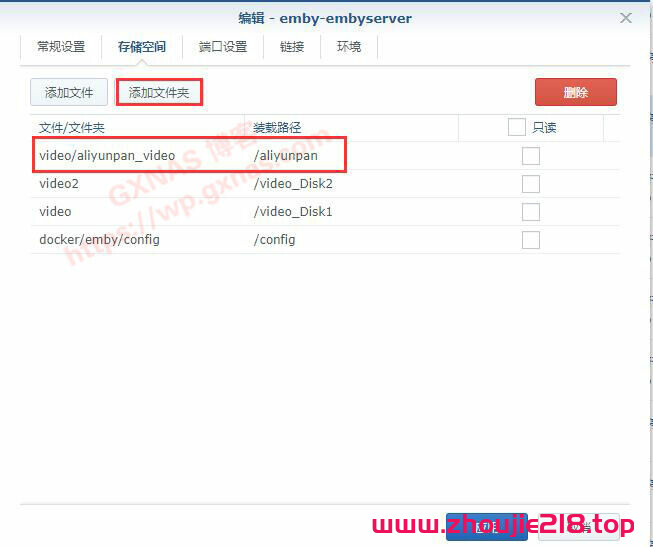 编辑 - emby-embyserver
常规设置 存储空间 端口设置 链接 环境
添加文件 添加文件夹 删除
文件/文件夹 装载路径 只读
video/aliyunpan_video /aliyunpan
video2 /video_Disk2
video /video_Disk1
docker/emby/config /config
GXNAS 博客
https://wp.gxnas.com
www.zhoujie218.top